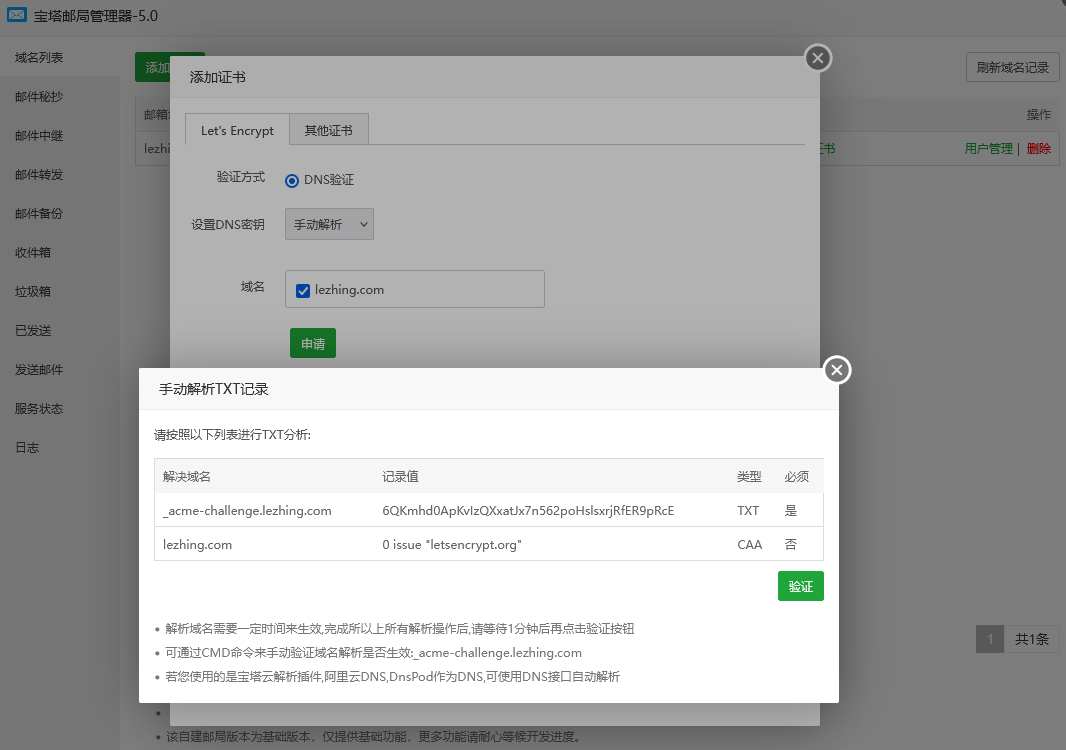 宝塔邮局管理器-5.0
域名列表
邮件秘抄
邮件中继
邮件转发
邮件备份
收件箱
垃圾箱
已发送
发送邮件
服务状态
日志
添加
刷新域名记录
操作
用户管理 | 删除
添加证书
Let's Encrypt 其他证书
验证方式 DNS验证
设置DNS密钥 手动解析
域名 lezhing.com
申请
手动解析TXT记录
请按照以下列表进行TXT分析:
解决域名 记录值 类型 必须
_acme-challenge.lezhing.com 6QKmhd0ApKvIzQXxatJx7n562poHslsxrjRfER9pRcE TXT 是
lezhing.com 0 issue "letsencrypt.org" CAA 否
验证
解析域名需要一定时间来生效,完成所以上所有解析操作后,请等待1分钟后再点击验证按钮
可通过CMD命令来手动验证域名解析是否生效:_acme-challenge.lezhing.com
若您使用的是宝塔云解析插件,阿里云DNS,DnsPod作为DNS,可使用DNS接口自动解析
1 共1条
该自建邮局版本为基础版本，仅提供基础功能，更多功能请耐心等候开发进度。